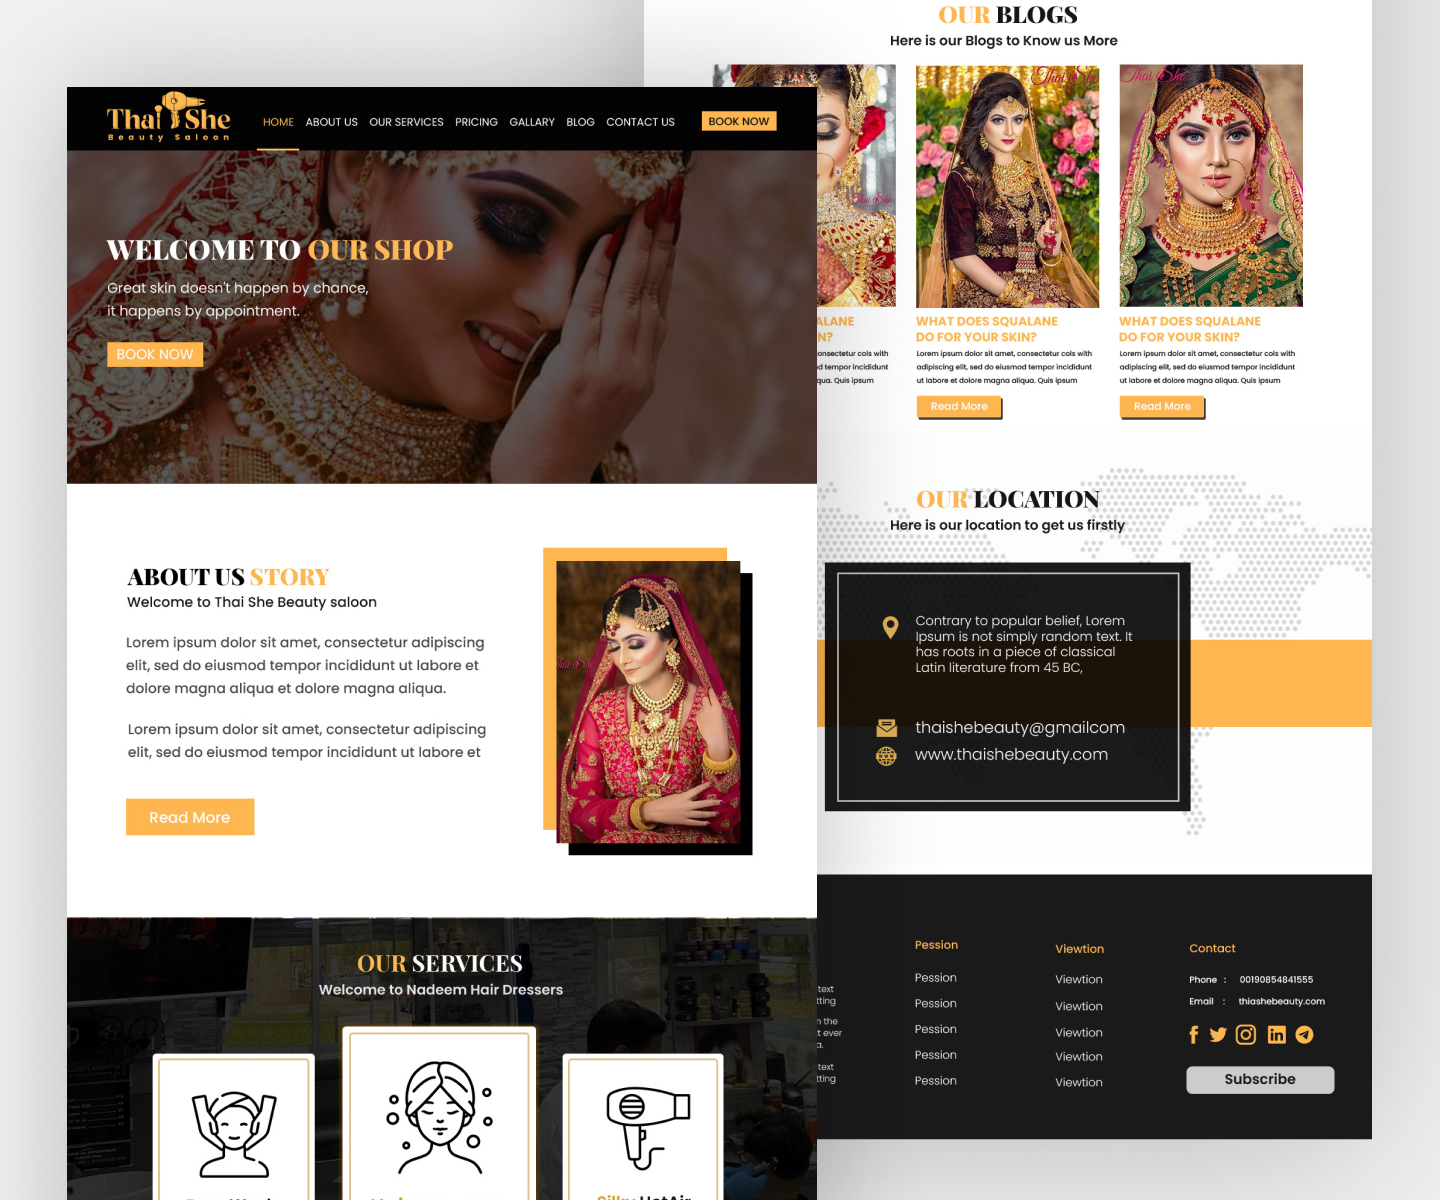 Thai She
Beauty Saloon
HOME
ABOUT US
OUR SERVICES
PRICING
GALLARY
BLOG
CONTACT US
BOOK NOW
WELCOME TO OUR SHOP
Great skin doesn't happen by chance,
it happens by appointment.
BOOK NOW
ABOUT US STORY
Welcome to Thai She Beauty saloon
Lorem ipsum dolor sit amet, consectetur adipiscing
elit, sed do eiusmod tempor incididunt ut labore et
dolore magna aliqua et dolore magna aliqua.
Lorem ipsum dolor sit amet, consectetur adipiscing
elit, sed do eiusmod tempor incididunt ut labore et
Read More
Thai She
OUR SERVICES
Welcome to Nadeem Hair Dressers
OUR BLOGS
Here is our Blogs to Know us More
Thai She
Thai She
Thai She
ALANE
N?
onsectetur cols with
d tempor incididunt
qua. Quis ipsum
WHAT DOES SQUALANE
DO FOR YOUR SKIN?
Lorem ipsum dolor sit amet, consectetur cols with
adipiscing elit, sed do eiusmod tempor incididunt
ut labore et dolore magna aliqua. Quis ipsum
Read More
WHAT DOES SQUALANE
DO FOR YOUR SKIN?
Lorem ipsum dolor sit amet, consectetur cols with
adipiscing elit, sed do eiusmod tempor incididunt
ut labore et dolore magna aliqua. Quis ipsum
Read More
OUR LOCATION
Here is our location to get us firstly
Contrary to popular belief, Lorem
Ipsum is not simply random text. It
has roots in a piece of classical
Latin literature from 45 BC,
thaishebeauty@gmailcom
www.thaishebeauty.com
text
tting
n the
t ever
a.
text
tting
Pession
Pession
Pession
Pession
Pession
Pession
Viewtion
Viewtion
Viewtion
Viewtion
Viewtion
Viewtion
Contact
Phone : 00190854841555
Email : thiashebeauty.com
Subscribe